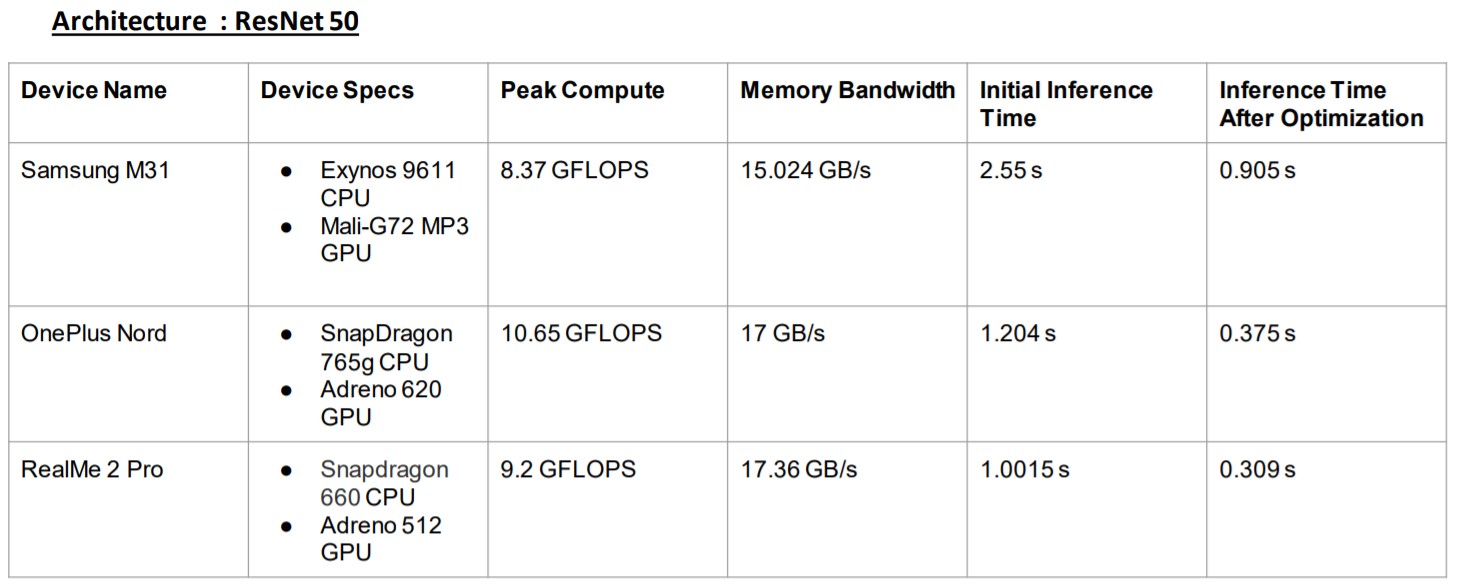 Architecture : ResNet 50
Device Name
Device Specs
Peak Compute
Memory Bandwidth
Initial Inference
Time
Inference Time
After Optimization
Samsung M31
● Exynos 9611
CPU
● Mali-G72 MP3
GPU
8.37 GFLOPS
15.024 GB/s
2.55 s
0.905 s
OnePlus Nord
● SnapDragon
765g CPU
● Adreno 620
GPU
10.65 GFLOPS
17 GB/s
1.204 s
0.375 s
RealMe 2 Pro
● Snapdragon
660 CPU
● Adreno 512
GPU
9.2 GFLOPS
17.36 GB/s
1.0015 s
0.309 s